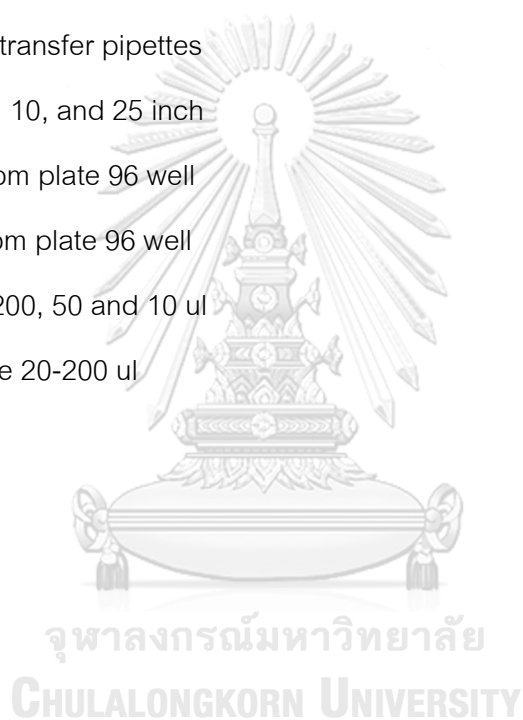 transfer pipettes
10, and 25 inch
om plate 96 well
om plate 96 well
200, 50 and 10 ul
e 20-200 ul
จุฬาลงกรณ์มหาวิทยาลัย
CHULALONGKORN UNIVERSITY